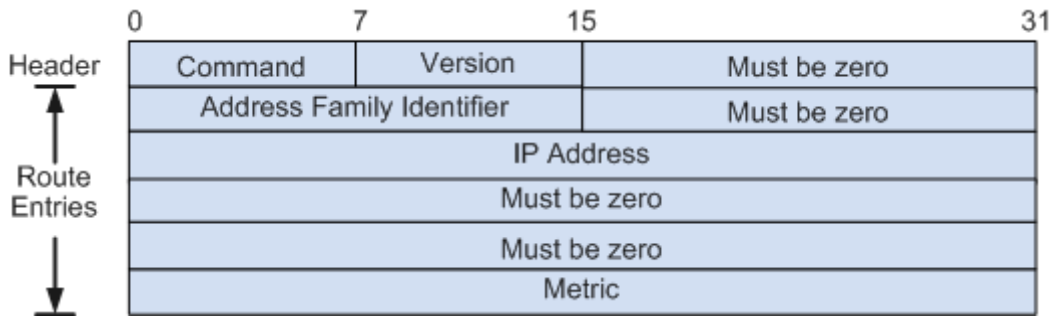 0 7 15 31
Header Command Version Must be zero
Address Family Identifier Must be zero
IP Address
Route
Entries
Must be zero
Must be zero
Metric